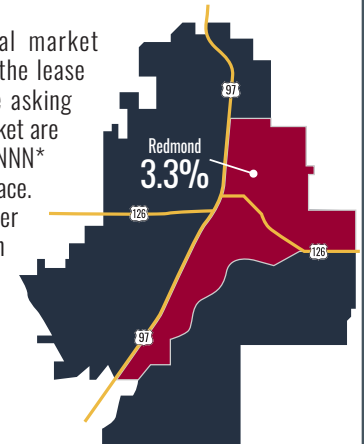 al market
the lease
asking
ket are
NNN*
ace.
er
97
Redmond
3.3%
126
126
97